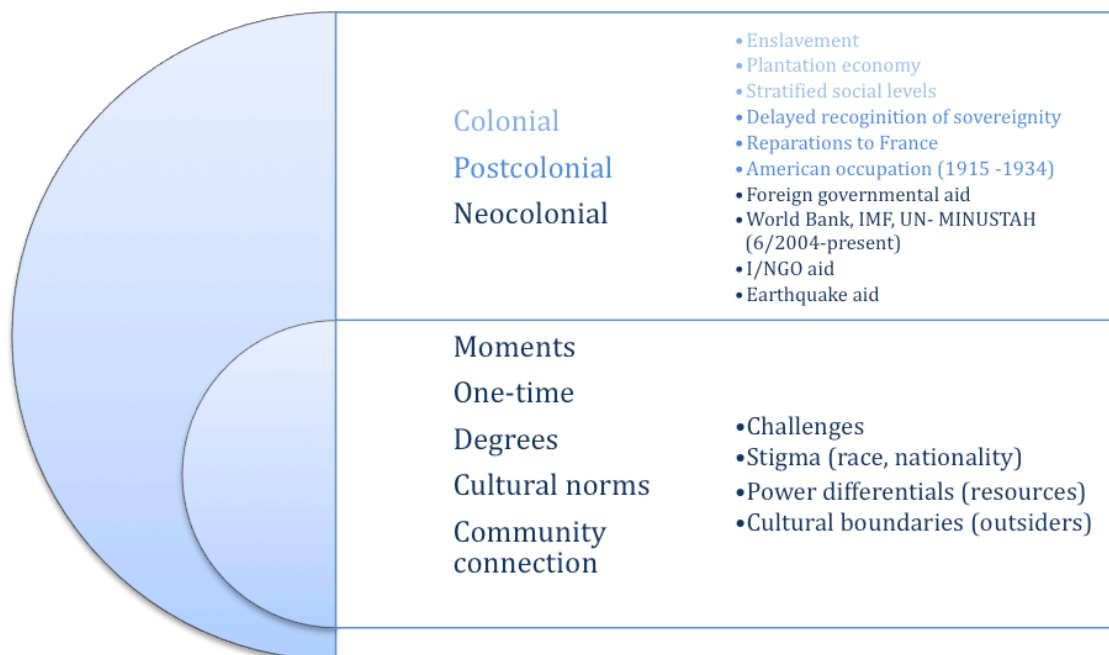 Colonial
Postcolonial
Neocolonial
•Enslavement
•Plantation economy
•Stratified social levels
•Delayed recoginition of sovereignity
•Reparations to France
•American occupation (1915 -1934)
•Foreign governmental aid
•World Bank, IMF, UN- MINUSTAH
(6/2004-present)
•I/NGO aid
•Earthquake aid
Moments
One-time
Degrees
Cultural norms
Community
connection
•Challenges
•Stigma (race, nationality)
•Power differentials (resources)
•Cultural boundaries (outsiders)